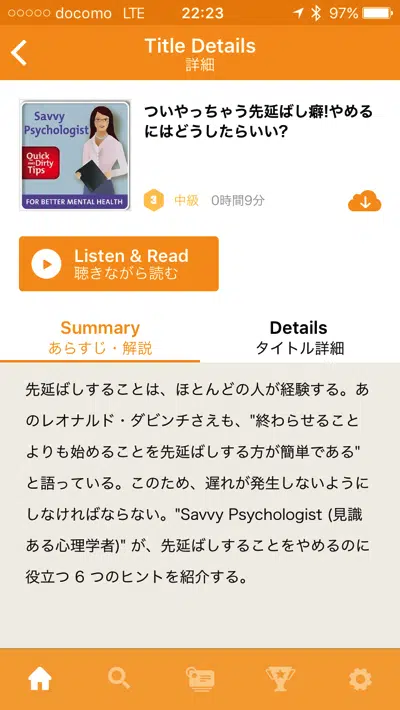 docomo LTE 22:23 97%
Title Details
詳細
Savvy
Psychologist
Quick
and Dirty
Tips
FOR BETTER MENTAL HEALTH
ついやっちゃう先延ばし癖!やめる
にはどうしたらいい?
3 中級 0時間9分
Listen & Read
聴きながら読む
Summary
あらすじ・解説
Details
タイトル詳細
先延ばしすることは、ほとんどの人が経験する。あ
のレオナルド・ダビンチさえも、"終わらせること
よりも始めることを先延ばしする方が簡単である"
と語っている。このため、遅れが発生しないように
しなければならない。"Savvy Psychologist (見識
ある心理学者)" が、先延ばしすることをやめるのに
役立つ 6 つのヒントを紹介する。